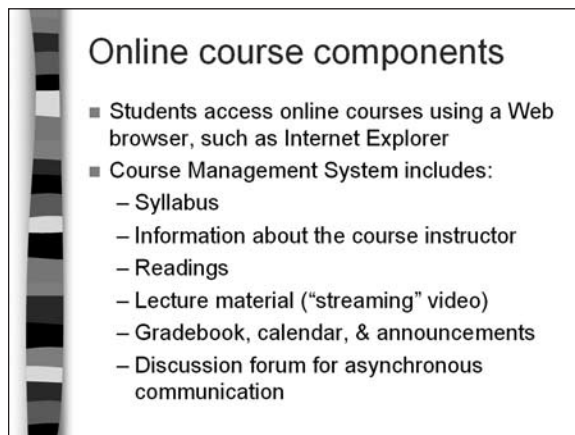 Online course components
■ Students access online courses using a Web
browser, such as Internet Explorer
■ Course Management System includes:
– Syllabus
– Information about the course instructor
– Readings
– Lecture material (“streaming” video)
– Gradebook, calendar, & announcements
– Discussion forum for asynchronous
communication